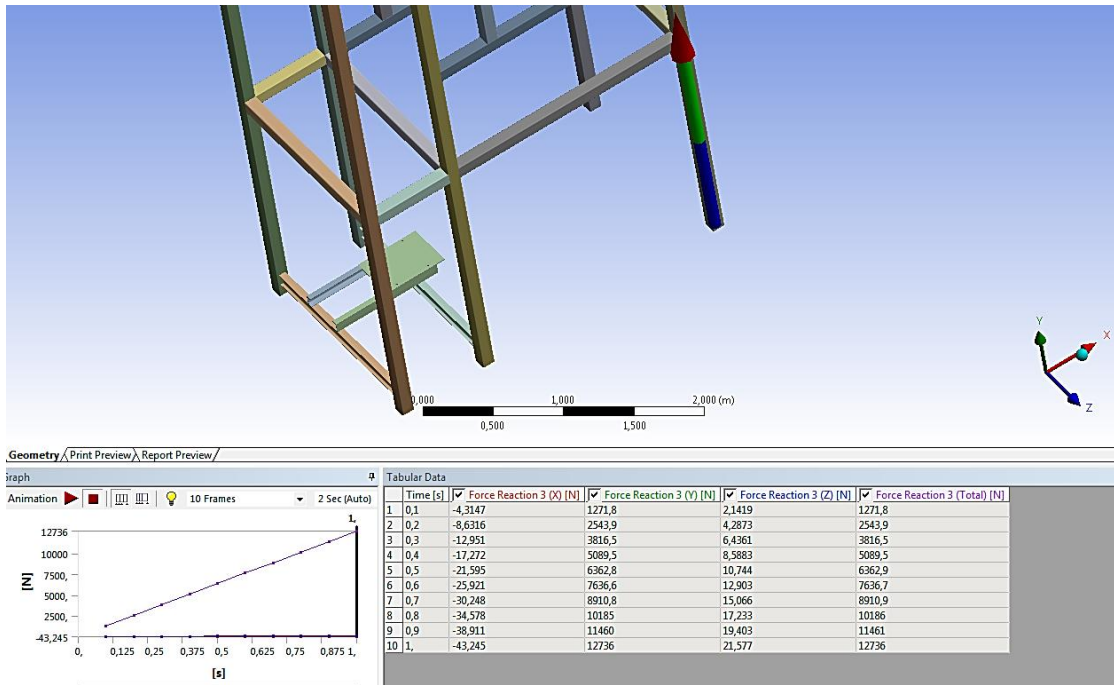 Y
X
Z
0,000 1,000 2,000 (m)
0,500 1,500
Geometry Print Preview Report Preview
Graph
Animation 10 Frames 2 Sec (Auto)
1,
12736
10000
7500,
5000,
2500,
-43,245
[N]
0, 0,125 0,25 0,375 0,5 0,625 0,75 0,875 1,
[s]
Tabular Data
Time [s] Force Reaction 3 (X) [N] Force Reaction 3 (Y) [N] Force Reaction 3 (Z) [N] Force Reaction 3 (Total) [N]
1 0,1 -4,3147 1271,8 2,1419 1271,8
2 0,2 -8,6316 2543,9 4,2873 2543,9
3 0,3 -12,951 3816,5 6,4361 3816,5
4 0,4 -17,272 5089,5 8,5883 5089,5
5 0,5 -21,595 6362,8 10,744 6362,9
6 0,6 -25,921 7636,6 12,903 7636,7
7 0,7 -30,248 8910,8 15,066 8910,9
8 0,8 -34,578 10185 17,233 10186
9 0,9 -38,911 11460 19,403 11461
10 1, -43,245 12736 21,577 12736